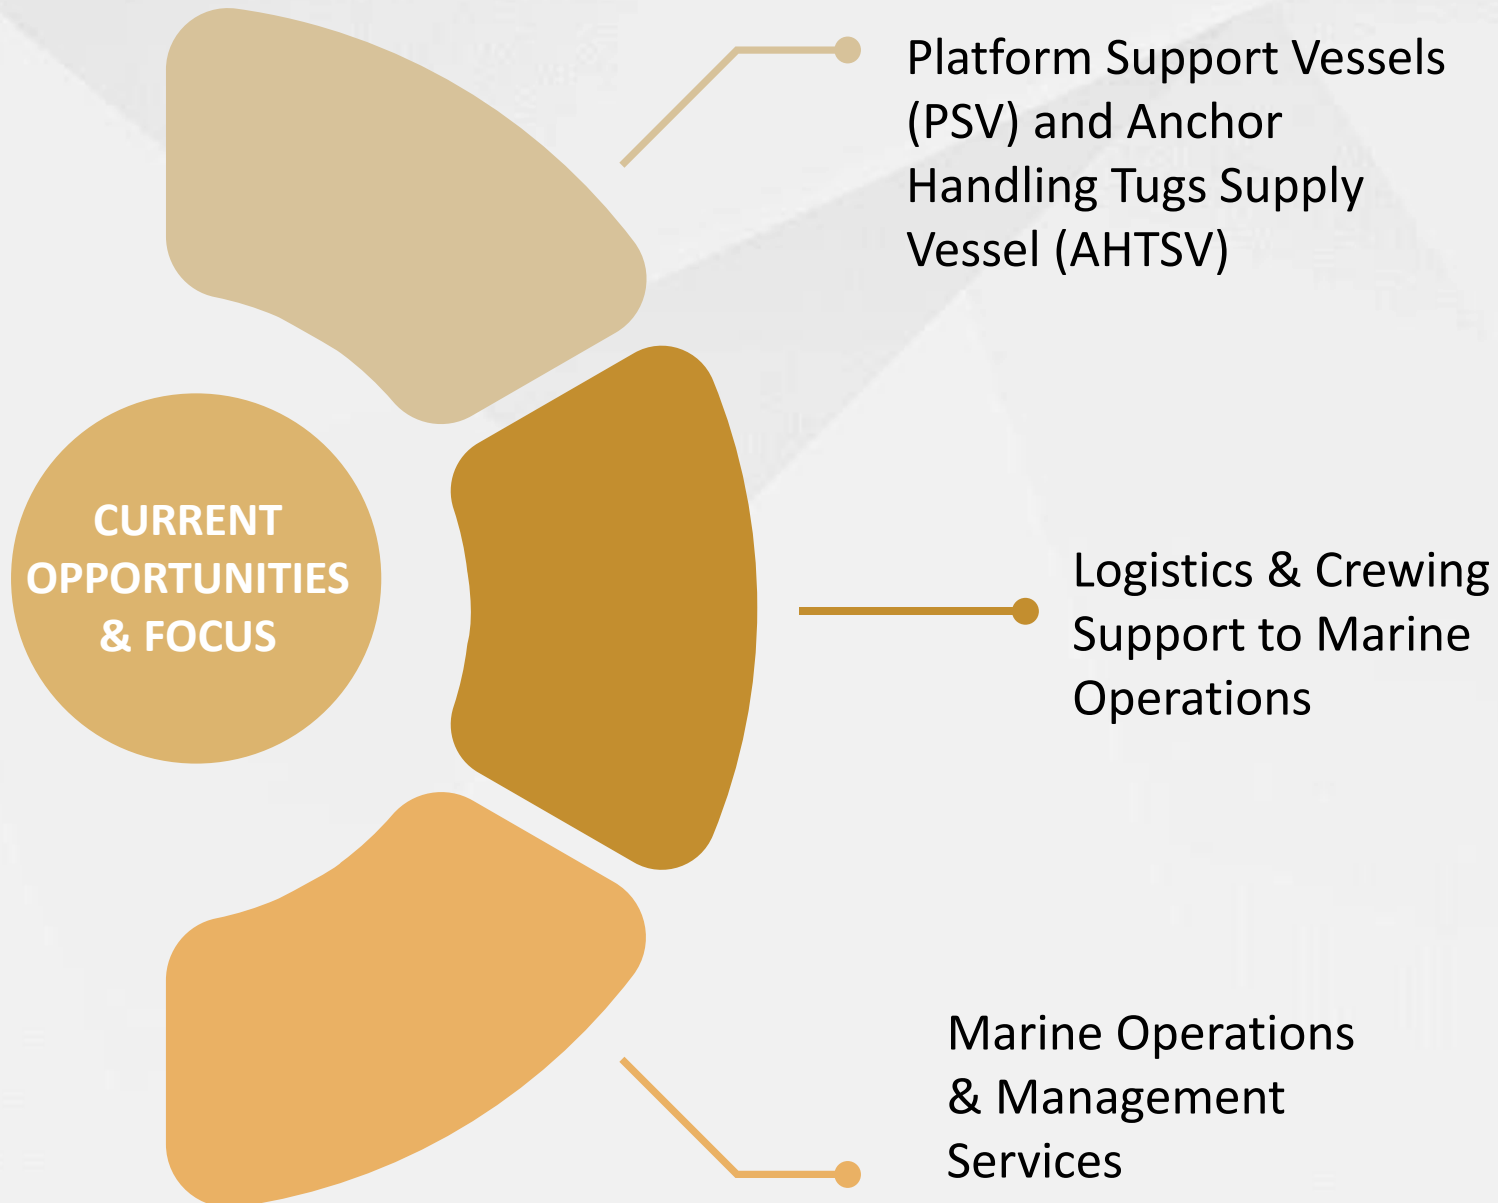 Platform Support Vessels
(PSV) and Anchor
Handling Tugs Supply
Vessel (AHTSV)
CURRENT
OPPORTUNITIES
& FOCUS
Logistics & Crewing
Support to Marine
Operations
Marine Operations
& Management
Services